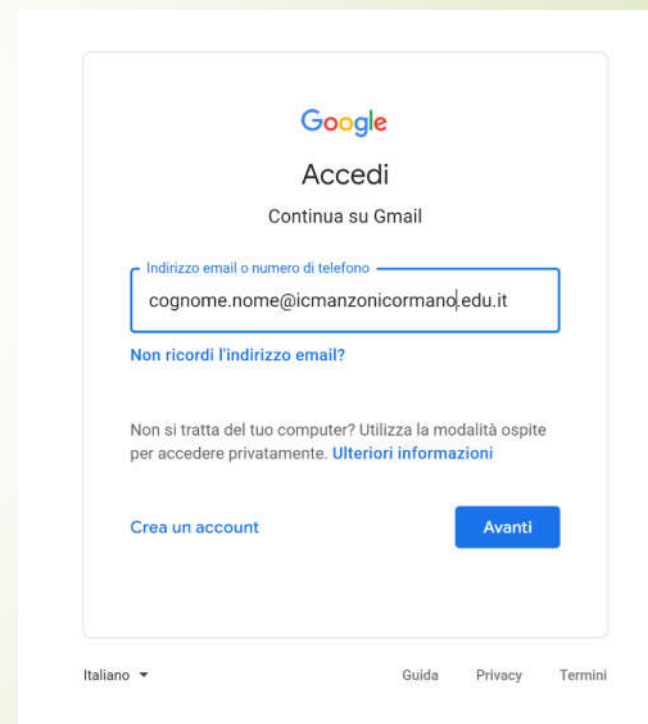 Google
Accedi
Continua su Gmail
Indirizzo email o numero di telefono
cognome.nome@icmanzonicormano.edu.it
Non ricordi l'indirizzo email?
Non si tratta del tuo computer? Utilizza la modalità ospite
per accedere privatamente. Ulteriori informazioni
Crea un account
Avanti
Italiano
Guida
Privacy
Termini